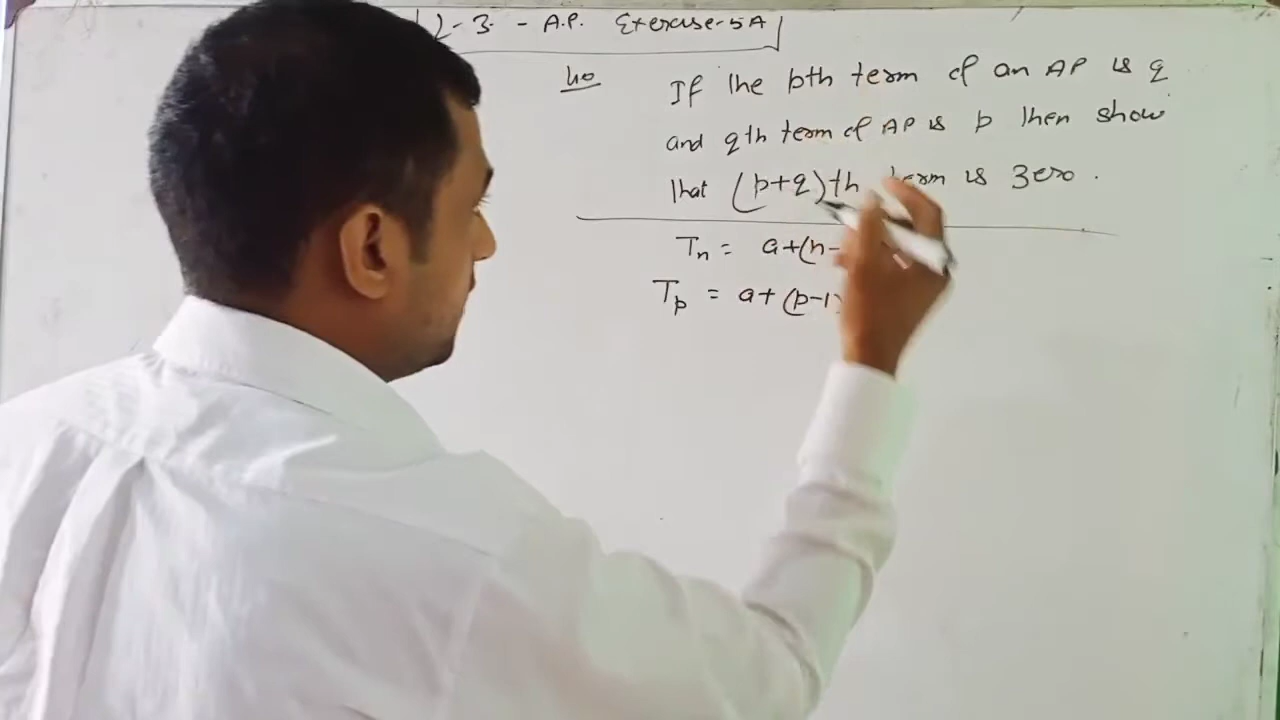 2-3 - A.P. Exercise-5A
40 If the pth term of an AP is q
and qth term of AP is p then show
that (p+q)th term is zero.
Tn = a+(n-
Tp = a+(p-1)